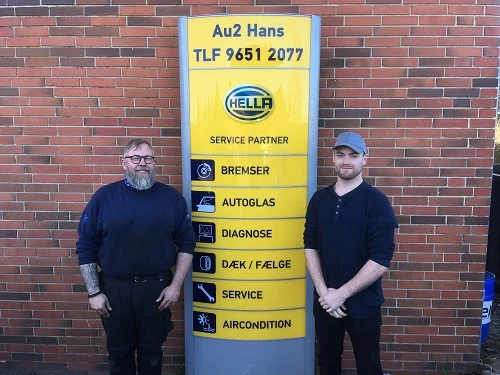 Au2 Hans
TLF 9651 2077
HELLA
SERVICE PARTNER
BREMSER
AUTOGLAS
DIAGNOSE
DÆK / FÆLGE
SERVICE
AIRCONDITION